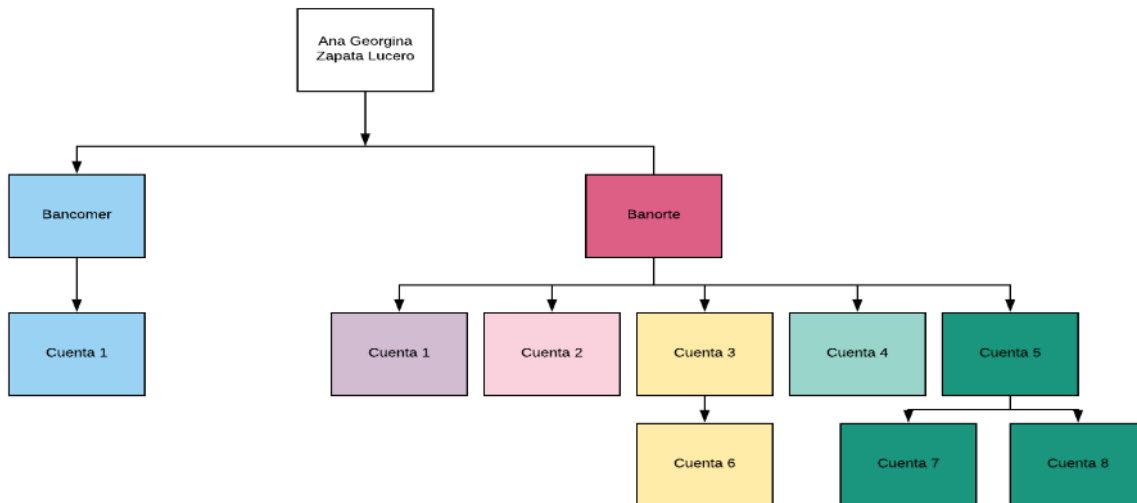 Ana Georgina
Zapata Lucero
Bancomer
Banorte
Cuenta 1
Cuenta 1
Cuenta 2
Cuenta 3
Cuenta 4
Cuenta 5
Cuenta 6
Cuenta 7
Cuenta 8